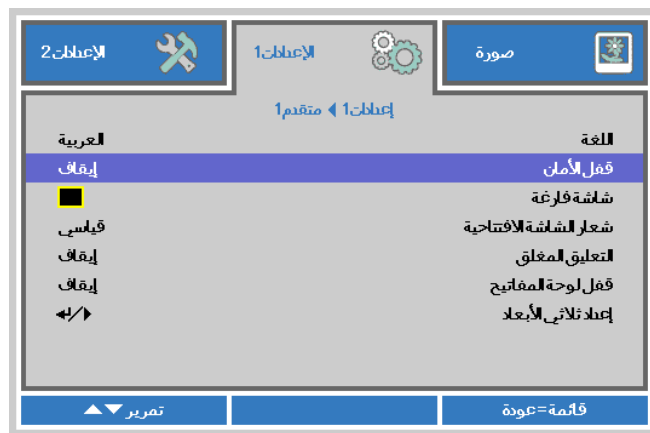 صورة
الإعدادات1
الإعدادات2
إعدادات1 متقدم1
اللغة العربية
قفل الأمان إيقاف
شاشة فارغة
شعار الشاشة الافتتاحية قياسي
التعليق المغلق إيقاف
قفل لوحة المفاتيح إيقاف
إعداد ثلاثي الأبعاد /
قائمة=عودة
تمرير